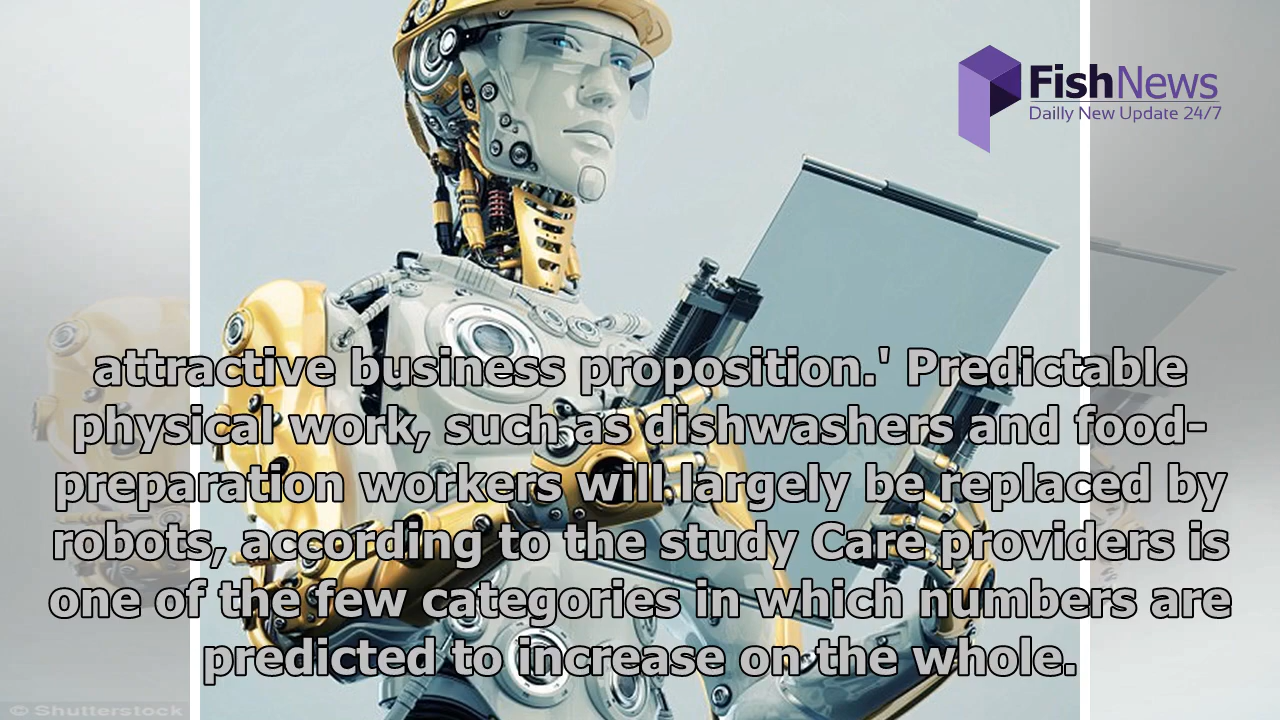 FishNews
Dailly New Update 24/7
attractive business proposition.' Predictable
physical work, such as dishwashers and food-
preparation workers will largely be replaced by
robots, according to the study Care providers is
one of the few categories in which numbers are
predicted to increase on the whole.
© Shutterstock